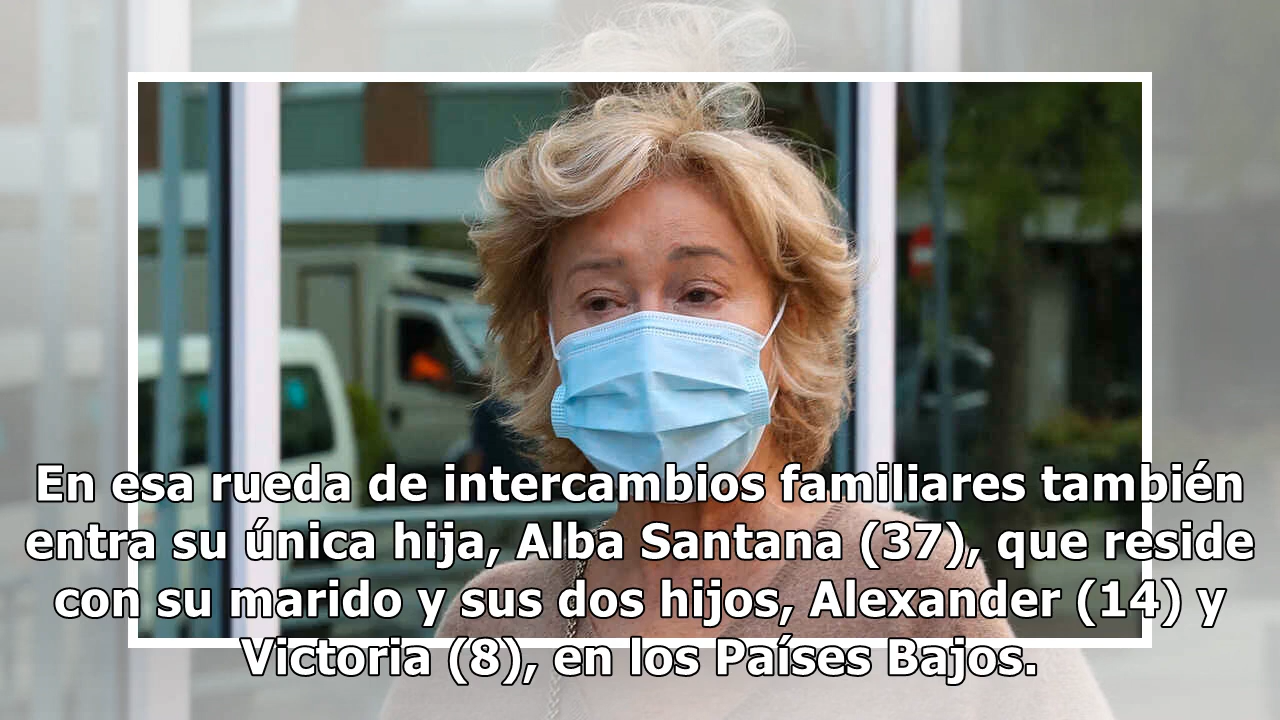 En esa rueda de intercambios familiares también
entra su única hija, Alba Santana (37), que reside
con su marido y sus dos hijos, Alexander (14) y
Victoria (8), en los Países Bajos.